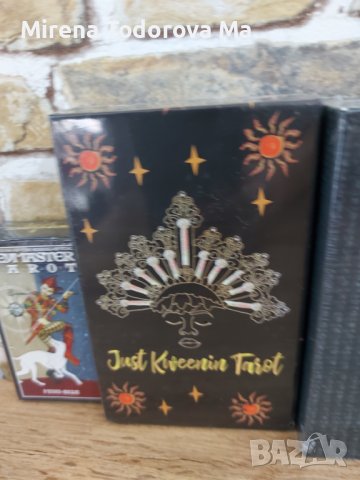 Mirena Todorova Ma
TAROT
Just Kweenin Tarot
bazar